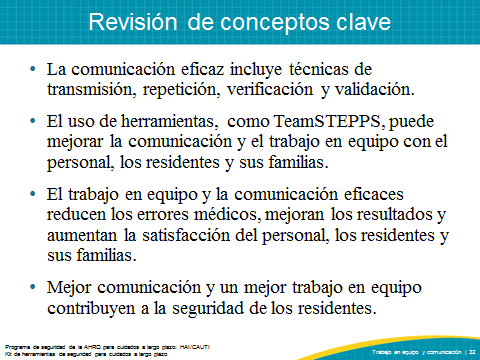 Revisión de conceptos clave
• La comunicación eficaz incluye técnicas de
transmisión, repetición, verificación y validación.
• El uso de herramientas, como TeamSTEPPS, puede
mejorar la comunicación y el trabajo en equipo con el
personal, los residentes y sus familias.
• El trabajo en equipo y la comunicación eficaces
reducen los errores médicos, mejoran los resultados y
aumentan la satisfacción del personal, los residentes y
sus familias.
• Mejor comunicación y un mejor trabajo en equipo
contribuyen a la seguridad de los residentes.
Programa de seguridad de la AHRQ para cuidados a largo plazo: HAI/CAUTI
Kit de herramientas de seguridad para cuidados a largo plazo
Trabajo en equipo y comunicación | 32